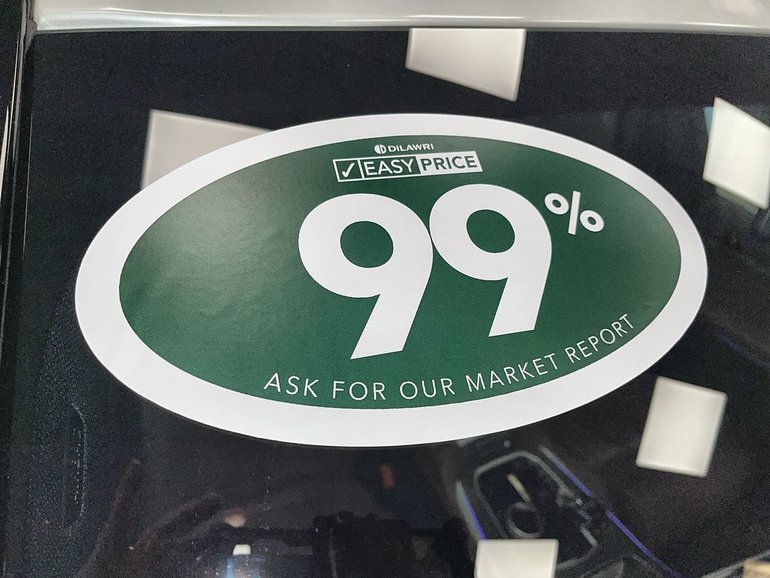 DILAWRI
✓ EASY PRICE
99%
ASK FOR OUR MARKET REPORT